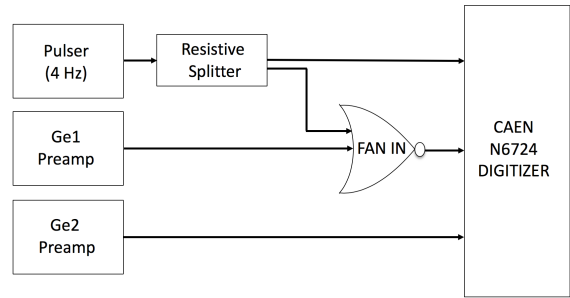 Pulser
(4 Hz)
Resistive
Splitter
Ge1
Preamp
FAN IN
CAEN
N6724
DIGITIZER
Ge2
Preamp